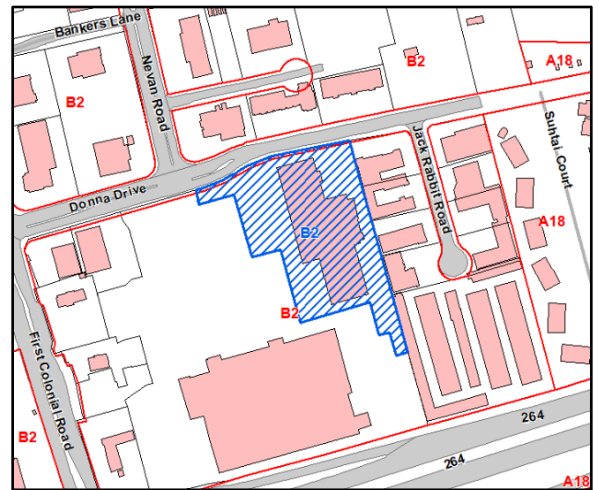 Bankers Lane
Nevan Road
B2
B2
A18
Suhtai Court
Jack Rabbit Road
Donna Drive
A18
B2
B2
First Colonial Road
B2
264
264
A18